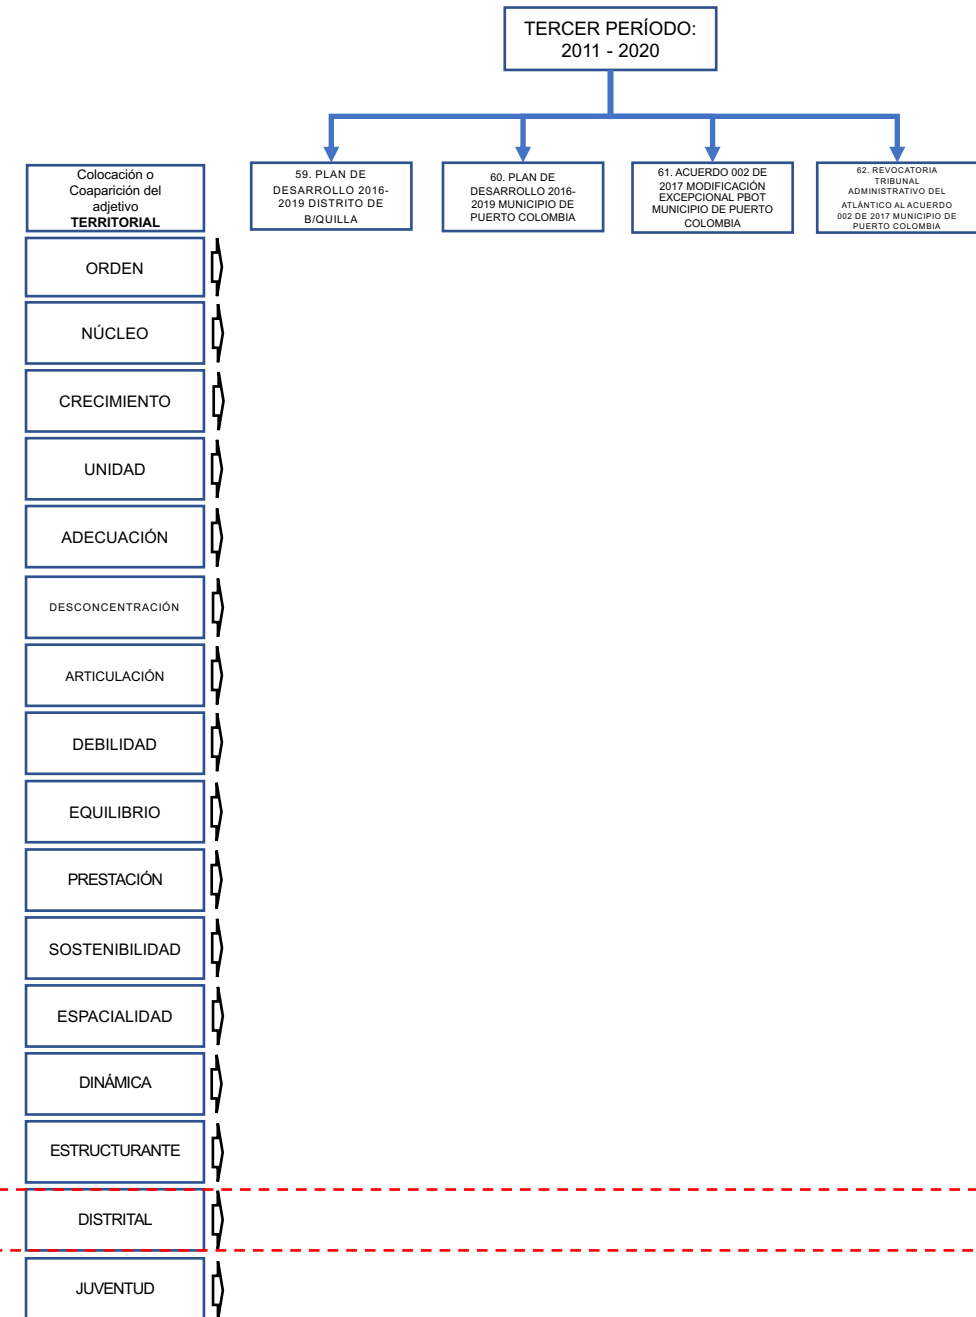 TERCER PERÍODO:
2011 - 2020
Colocación o
Coaparición del
adjetivo
TERRITORIAL
59. PLAN DE
DESARROLLO 2016-
2019 DISTRITO DE
B/QUILLA
60. PLAN DE
DESARROLLO 2016-
2019 MUNICIPIO DE
PUERTO COLOMBIA
61. ACUERDO 002 DE
2017 MODIFICACIÓN
EXCEPCIONAL PBOT
MUNICIPIO DE PUERTO
COLOMBIA
62. REVOCATORIA
TRIBUNAL
ADMINISTRATIVO DEL
ATLÁNTICO AL ACUERDO
002 DE 2017 MUNICIPIO DE
PUERTO COLOMBIA
ORDEN
NÚCLEO
CRECIMIENTO
UNIDAD
ADECUACIÓN
DESCONCENTRACIÓN
ARTICULACIÓN
DEBILIDAD
EQUILIBRIO
PRESTACIÓN
SOSTENIBILIDAD
ESPACIALIDAD
DINÁMICA
ESTRUCTURANTE
DISTRITAL
JUVENTUD